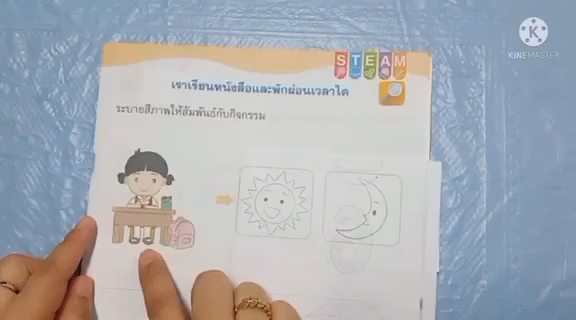 KINEMASTER
STEAM
เราเรียนหนังสือและพักผ่อนเวลาใด
ระบายสีภาพให้สัมพันธ์กับกิจกรรม